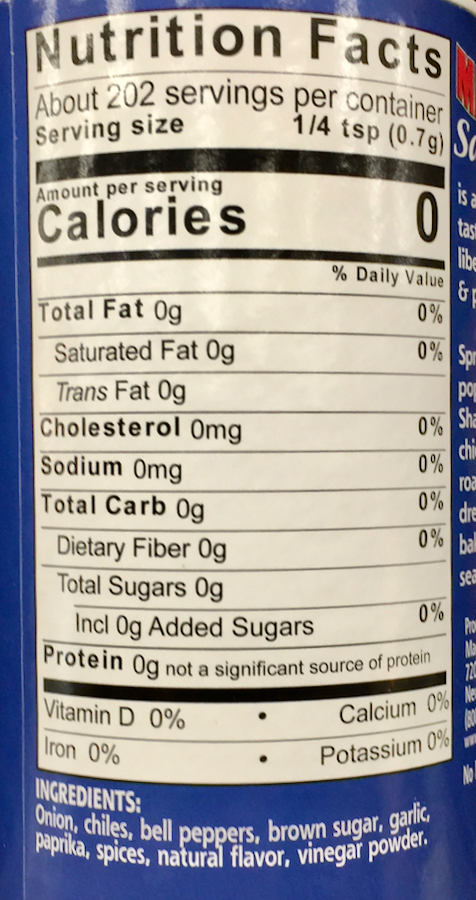 Nutrition Facts
About 202 servings per container
Serving size 1/4 tsp (0.7g)
Amount per serving
Calories 0
% Daily Value
Total Fat 0g 0%
Saturated Fat 0g 0%
Trans Fat 0g
Cholesterol 0mg 0%
Sodium 0mg 0%
Total Carb 0g 0%
Dietary Fiber 0g 0%
Total Sugars 0g
Incl 0g Added Sugars 0%
Protein 0g not a significant source of protein
Vitamin D 0% • Calcium 0%
Iron 0% • Potassium 0%
INGREDIENTS:
Onion, chiles, bell peppers, brown sugar, garlic,
paprika, spices, natural flavor, vinegar powder.
is a
&